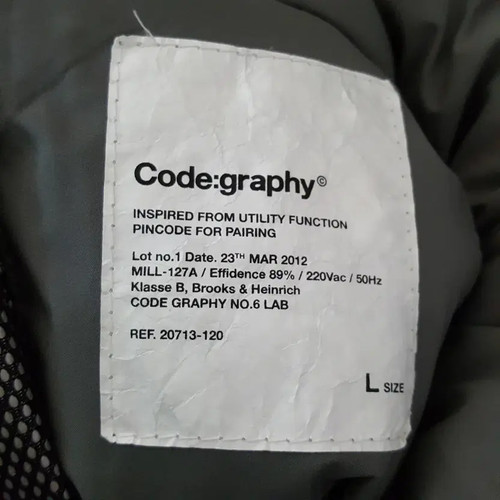 Code:graphy©
INSPIRED FROM UTILITY FUNCTION
PINCODE FOR PAIRING
Lot no.1 Date. 23TH MAR 2012
MILL-127A / Effidence 89% / 220Vac / 50Hz
Klasse B, Brooks & Heinrich
CODE GRAPHY NO.6 LAB
REF. 20713-120
L SIZE